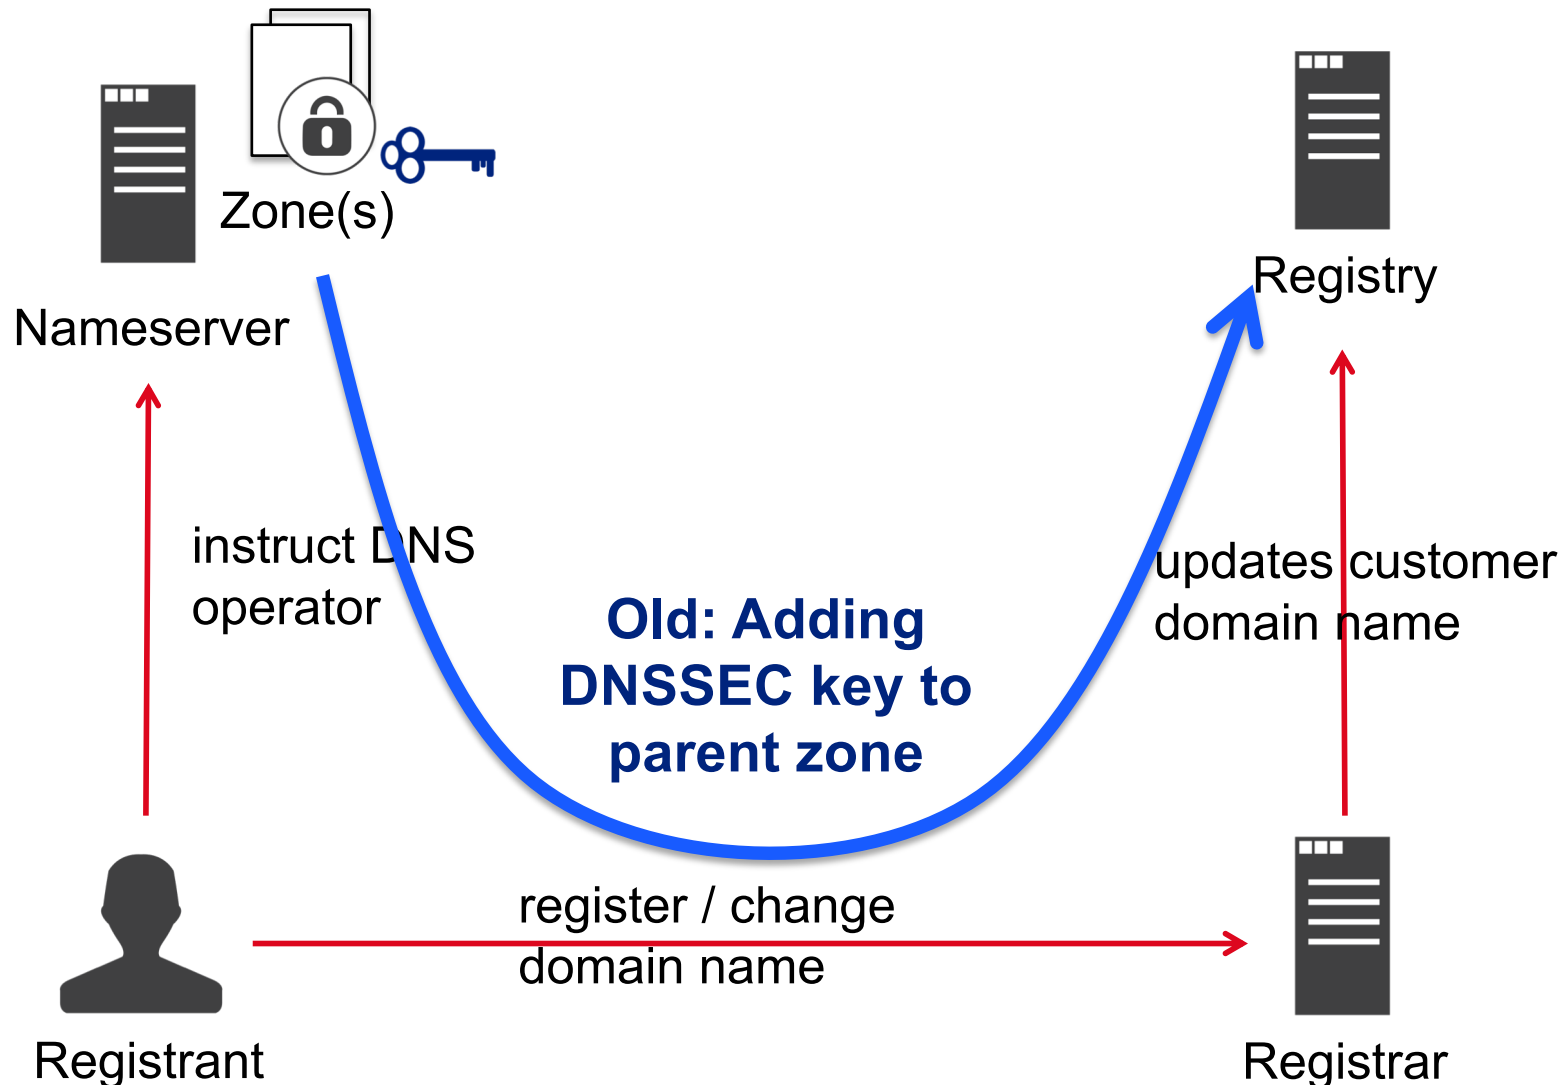 Zone(s)
Nameserver
Registry
instruct DNS
operator
updates customer
domain name
Old: Adding
DNSSEC key to
parent zone
register / change
domain name
Registrant
Registrar